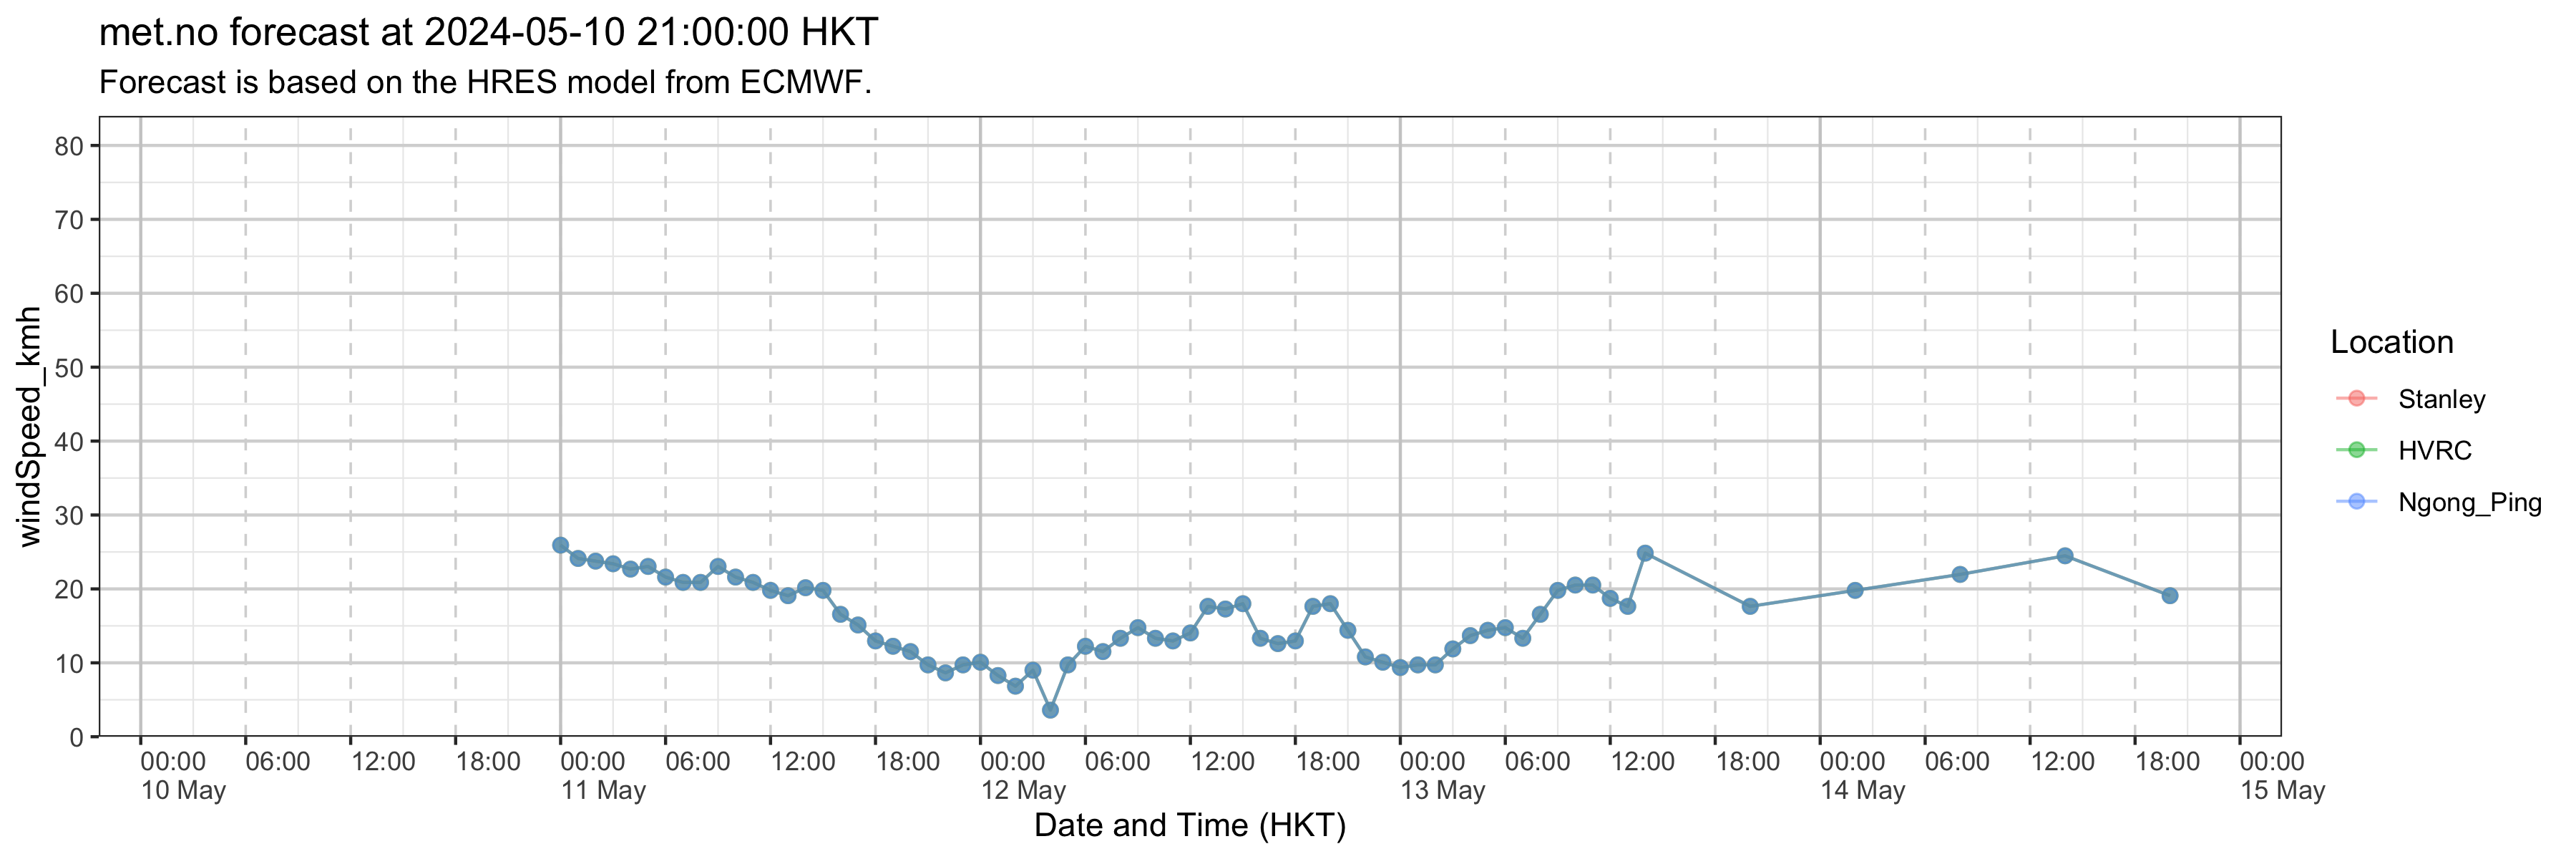 met.no forecast at 2024-05-10 21:00:00 HKT
Forecast is based on the HRES model from ECMWF.
windSpeed_kmh
80
70
60
50
40
30
20
10
0
00:00 06:00 12:00 18:00 00:00 06:00 12:00 18:00 00:00 06:00 12:00 18:00 00:00 06:00 12:00 18:00 00:00 06:00 12:00 18:00 00:00
10 May 11 May 12 May 13 May 14 May 15 May
Date and Time (HKT)
Location
Stanley
HVRC
Ngong_Ping